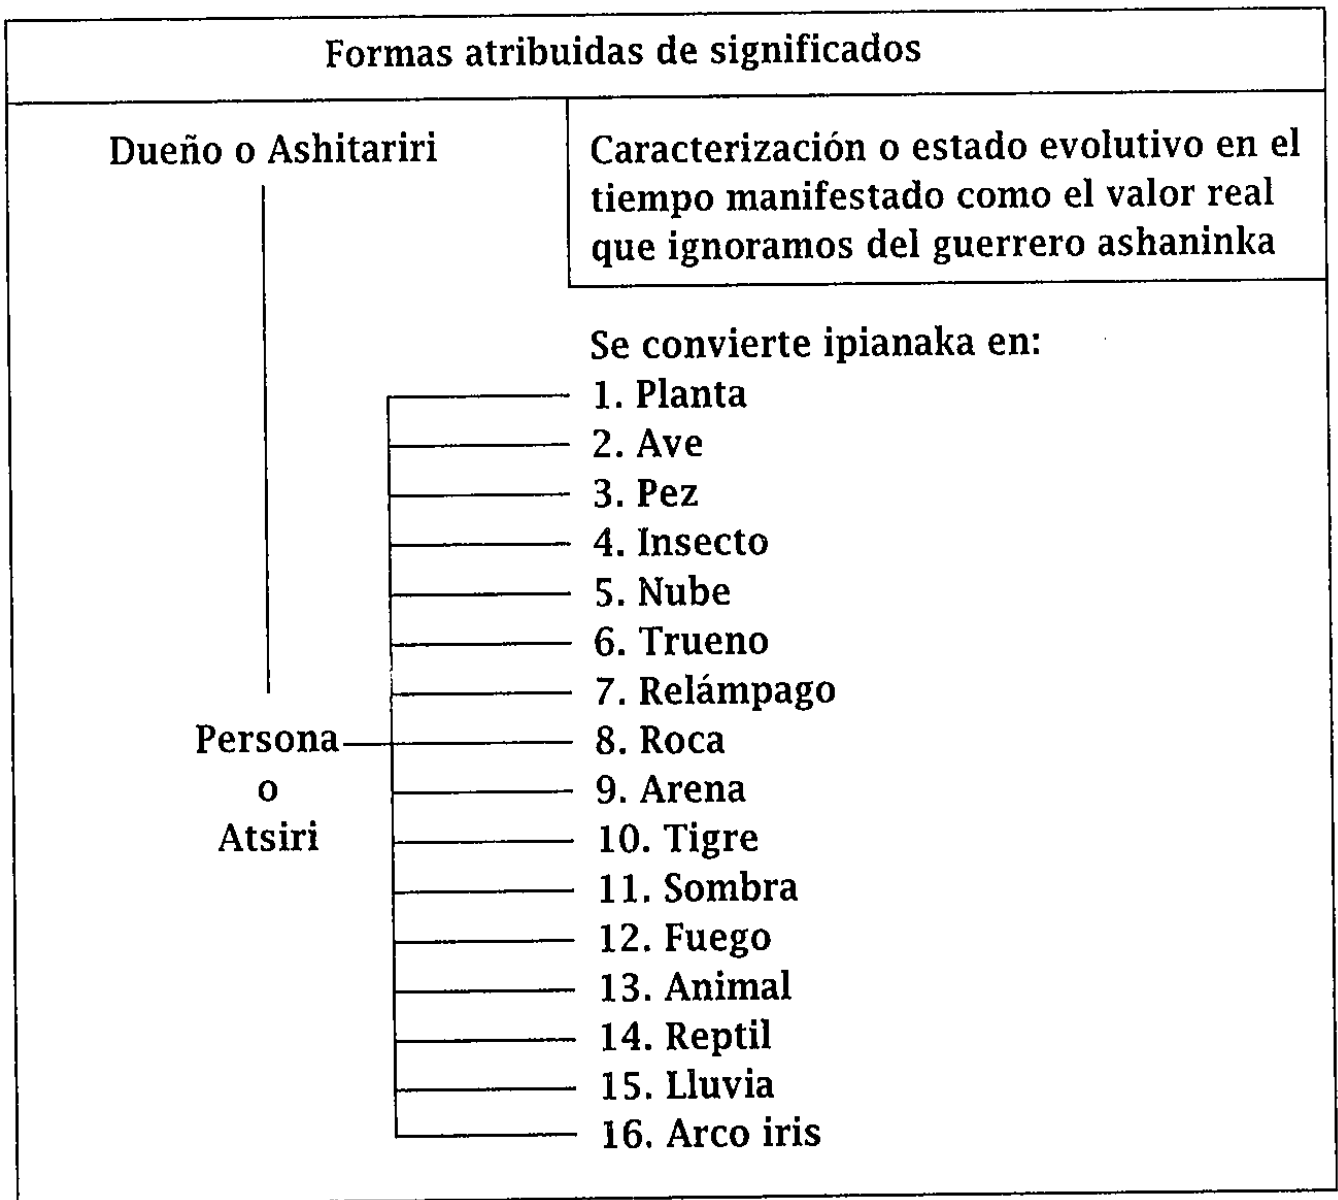 Formas atribuidas de significados
Dueño o Ashitariri
Caracterización o estado evolutivo en el
tiempo manifestado como el valor real
que ignoramos del guerrero ashaninka
Se convierte ipianaka en:
1. Planta
2. Ave
3. Pez
4. Insecto
5. Nube
6. Trueno
7. Relámpago
Persona
8. Roca
o
9. Arena
Atsiri
10. Tigre
11. Sombra
12. Fuego
13. Animal
14. Reptil
15. Lluvia
16. Arco iris